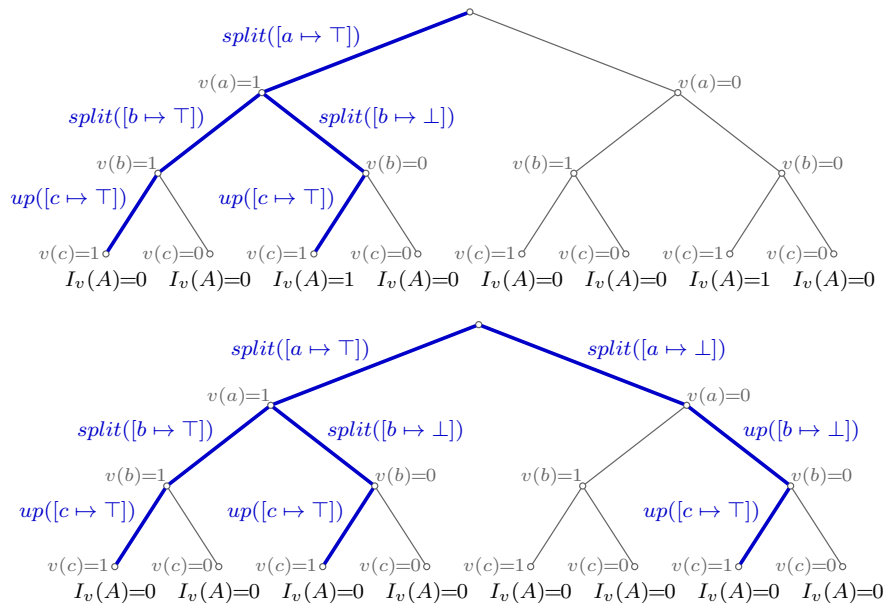 split([a ↦ ⊤])
v(a)=1 v(a)=0
split([b ↦ ⊤]) split([b ↦ ⊥])
v(b)=1 v(b)=0 v(b)=1 v(b)=0
up([c ↦ ⊤]) up([c ↦ ⊤])
v(c)=1 v(c)=0 v(c)=1 v(c)=0 v(c)=1 v(c)=0 v(c)=1 v(c)=0
I_v(A)=0 I_v(A)=0 I_v(A)=1 I_v(A)=0 I_v(A)=0 I_v(A)=0 I_v(A)=1 I_v(A)=0
split([a ↦ ⊤]) split([a ↦ ⊥])
v(a)=1 v(a)=0
split([b ↦ ⊤]) split([b ↦ ⊥]) up([b ↦ ⊥])
v(b)=1 v(b)=0 v(b)=1 v(b)=0
up([c ↦ ⊤]) up([c ↦ ⊤]) up([c ↦ ⊤])
v(c)=1 v(c)=0 v(c)=1 v(c)=0 v(c)=1 v(c)=0 v(c)=1 v(c)=0
I_v(A)=0 I_v(A)=0 I_v(A)=0 I_v(A)=0 I_v(A)=0 I_v(A)=0 I_v(A)=0 I_v(A)=0